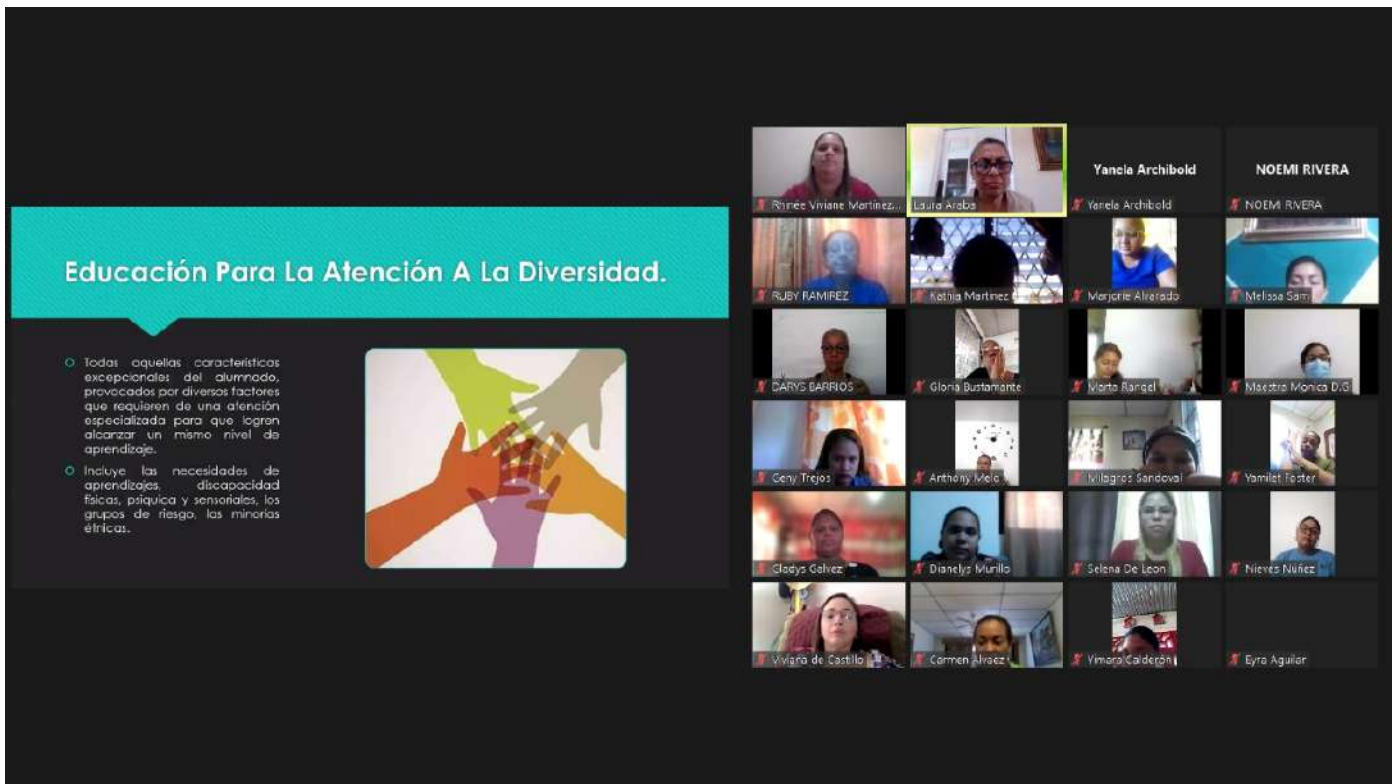 Educación Para La Atención A La Diversidad.
Todas aquellas características
excepcionales del alumnado,
provocados por diversos factores
que requieren de una atención
especializada para que logren
alcanzar un mismo nivel de
aprendizaje.
Incluye las necesidades de
aprendizajes, discapacidad
físicas, psíquica y sensoriales, los
grupos de riesgo, las minorías
étnicas.
Rhinée Viviane Martínez...
Laura Araba
Yanela Archibold
Yanela Archibold
NOEMI RIVERA
NOEMI RIVERA
RUBY RAMIREZ
Kathia Martinez
Marjorie Alvarado
Melissa Sam
DARYS BARRIOS
Gloria Bustamante
Marta Rangel
Maestra Monica D.G
Geny Trejos
Anthony Melo
Milagros Sandoval
Yamilet Foster
Gladys Galvez
Dianelys Murillo
Selena De Leon
Nieves Núñez
Viviana de Castillo
Carmen Alvaez
Yimara Calderón
Eyra Aguilar